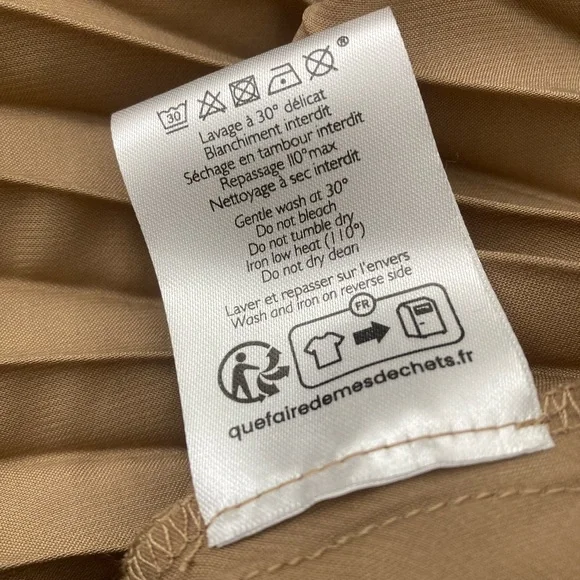 30
®
Lavage à 30° délicat
Blanchiment interdit
Séchage en tambour interdit
Repassage 110° max
Nettoyage à sec interdit
Gentle wash at 30°
Do not bleach
Do not tumble dry
Iron low heat (110°)
Do not dry clean
Laver et repasser sur l'envers
Wash and iron on reverse side
FR
quefairedemesdechets.fr